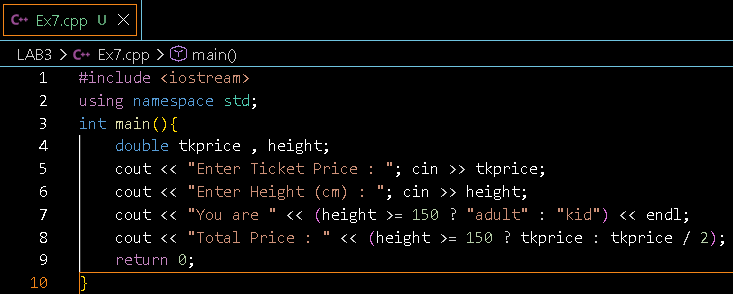 C++ Ex7.cpp U ×
LAB3 > C++ Ex7.cpp > main()
1 #include <iostream>
2 using namespace std;
3 int main(){
4 double tkprice , height;
5 cout << "Enter Ticket Price : "; cin >> tkprice;
6 cout << "Enter Height (cm) : "; cin >> height;
7 cout << "You are " << (height >= 150 ? "adult" : "kid") << endl;
8 cout << "Total Price : " << (height >= 150 ? tkprice : tkprice / 2);
9 return 0;
10 }